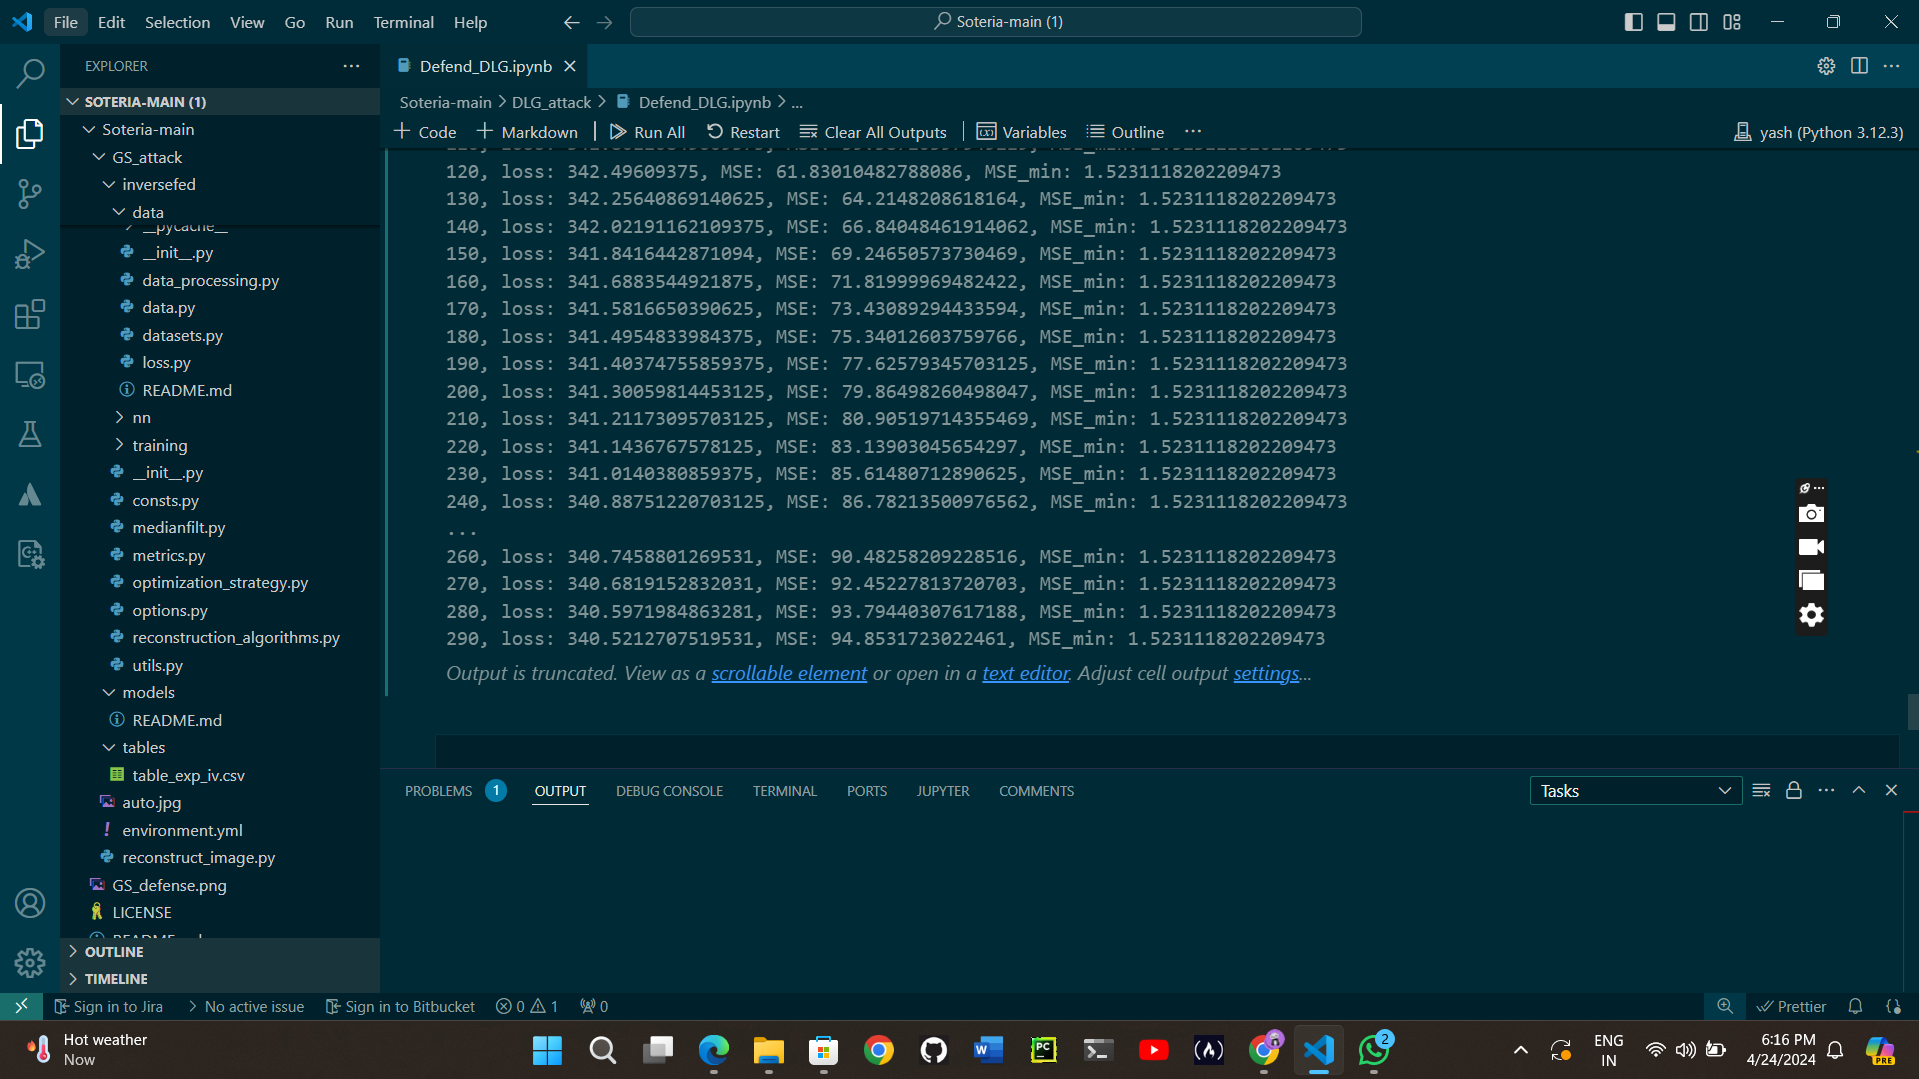 File Edit Selection View Go Run Terminal Help
Soteria-main (1)
EXPLORER
SOTERIA-MAIN (1)
Soteria-main
GS_attack
inversefed
data
__pycache__
__init__.py
data_processing.py
data.py
datasets.py
loss.py
README.md
nn
training
__init__.py
consts.py
medianfilt.py
metrics.py
optimization_strategy.py
options.py
reconstruction_algorithms.py
utils.py
models
README.md
tables
table_exp_iv.csv
auto.jpg
environment.yml
reconstruct_image.py
GS_defense.png
LICENSE
OUTLINE
TIMELINE
Defend_DLG.ipynb
Soteria-main > DLG_attack > Defend_DLG.ipynb > ...
+ Code + Markdown | Run All Restart Clear All Outputs | Variables Outline ...
yash (Python 3.12.3)
120, loss: 342.49609375, MSE: 61.83010482788086, MSE_min: 1.5231118202209473
130, loss: 342.25640869140625, MSE: 64.2148208618164, MSE_min: 1.5231118202209473
140, loss: 342.02191162109375, MSE: 66.84048461914062, MSE_min: 1.5231118202209473
150, loss: 341.8416442871094, MSE: 69.24650573730469, MSE_min: 1.5231118202209473
160, loss: 341.6883544921875, MSE: 71.81999969482422, MSE_min: 1.5231118202209473
170, loss: 341.5816650390625, MSE: 73.43089294433594, MSE_min: 1.5231118202209473
180, loss: 341.4954833984375, MSE: 75.34012603759766, MSE_min: 1.5231118202209473
190, loss: 341.40374755859375, MSE: 77.62579345703125, MSE_min: 1.5231118202209473
200, loss: 341.30059814453125, MSE: 79.86498260498047, MSE_min: 1.5231118202209473
210, loss: 341.21173095703125, MSE: 80.90519714355469, MSE_min: 1.5231118202209473
220, loss: 341.1436767578125, MSE: 83.13903045654297, MSE_min: 1.5231118202209473
230, loss: 341.0140380859375, MSE: 85.61480712890625, MSE_min: 1.5231118202209473
240, loss: 340.88751220703125, MSE: 86.78213500976562, MSE_min: 1.5231118202209473
...
260, loss: 340.7458801269531, MSE: 90.48258209228516, MSE_min: 1.5231118202209473
270, loss: 340.6819152832031, MSE: 92.45227813720703, MSE_min: 1.5231118202209473
280, loss: 340.5971984863281, MSE: 93.79440307617188, MSE_min: 1.5231118202209473
290, loss: 340.5212707519531, MSE: 94.8531723022461, MSE_min: 1.5231118202209473
Output is truncated. View as a scrollable element or open in a text editor. Adjust cell output settings...
PROBLEMS 1 OUTPUT DEBUG CONSOLE TERMINAL PORTS JUPYTER COMMENTS
Tasks
Sign in to Jira No active issue Sign in to Bitbucket 0 1 0
Prettier
Hot weather
Now
PC
PRE
2
ENG
IN
6:16 PM
4/24/2024